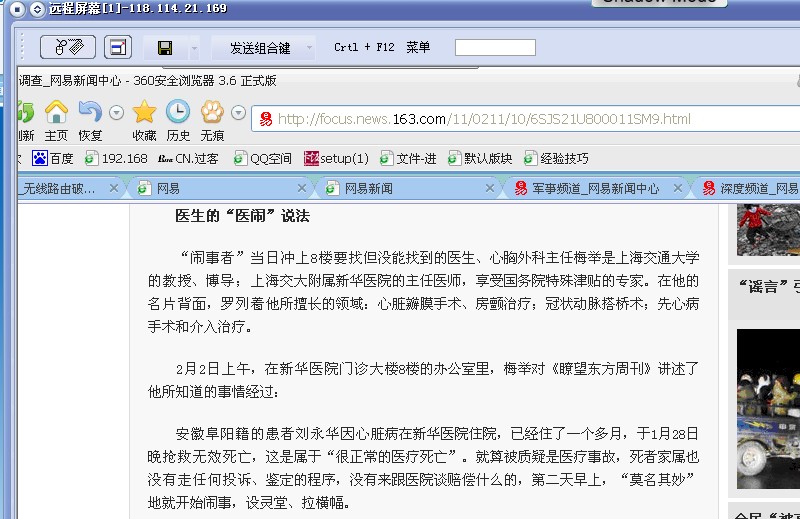 远程屏幕[1]-118.114.21.169
Shadow Mode
发送组合键
Crtl + F12 菜单
调查_网易新闻中心 - 360安全浏览器 3.6 正式版
刷新 主页 恢复 收藏 历史 无痕
http://focus.news.163.com/11/0211/10/6SJS21U800011SM9.html
百度 192.168 CN.过客 QQ空间 setup(1) 文件-进 默认版块 经验技巧
_无线路由破... 网易 网易新闻 军事频道_网易新闻中心 深度频道_网易
医生的“医闹”说法
“闹事者”当日冲上8楼要找但没能找到的医生、心胸外科主任梅举是上海交通大学
的教授、博导；上海交大附属新华医院的主任医师，享受国务院特殊津贴的专家。在他的
名片背面，罗列着他所擅长的领域：心脏瓣膜手术、房颤治疗；冠状动脉搭桥术；先心病
手术和介入治疗。
2月2日上午，在新华医院门诊大楼8楼的办公室里，梅举对《瞭望东方周刊》讲述了
他所知道的事情经过：
安徽阜阳籍的患者刘永华因心脏病在新华医院住院，已经住了一个多月，于1月28日
晚抢救无效死亡，这是属于“很正常的医疗死亡”。就算被质疑是医疗事故，死者家属也
没有走任何投诉、鉴定的程序，没有来跟医院谈赔偿什么的，第二天早上，“莫名其妙”
地就开始闹事，设灵堂、拉横幅。
“谣言”引